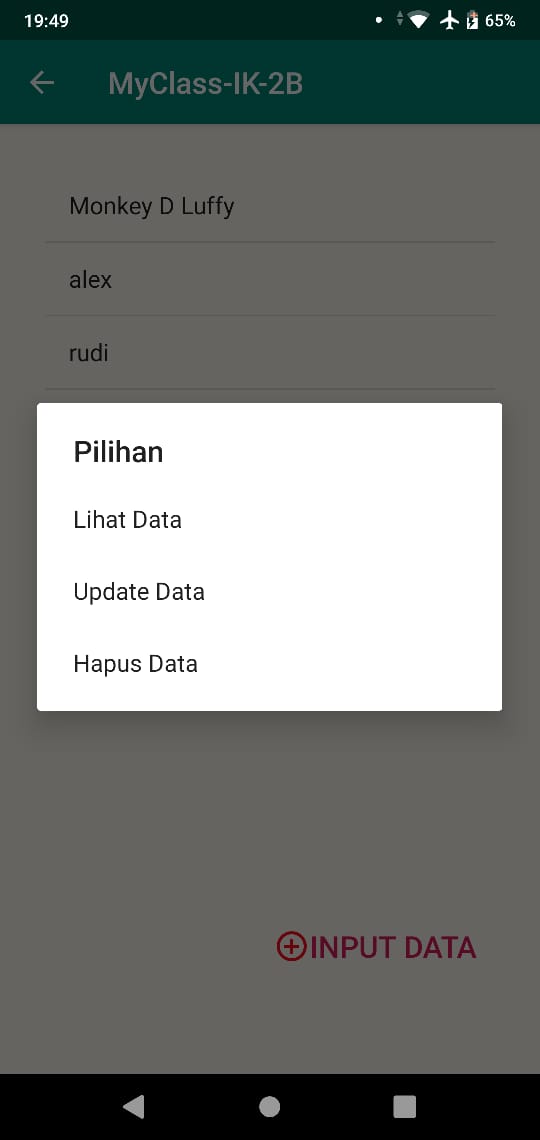 19:49
65%
MyClass-IK-2B
Monkey D Luffy
alex
rudi
Pilihan
Lihat Data
Update Data
Hapus Data
INPUT DATA